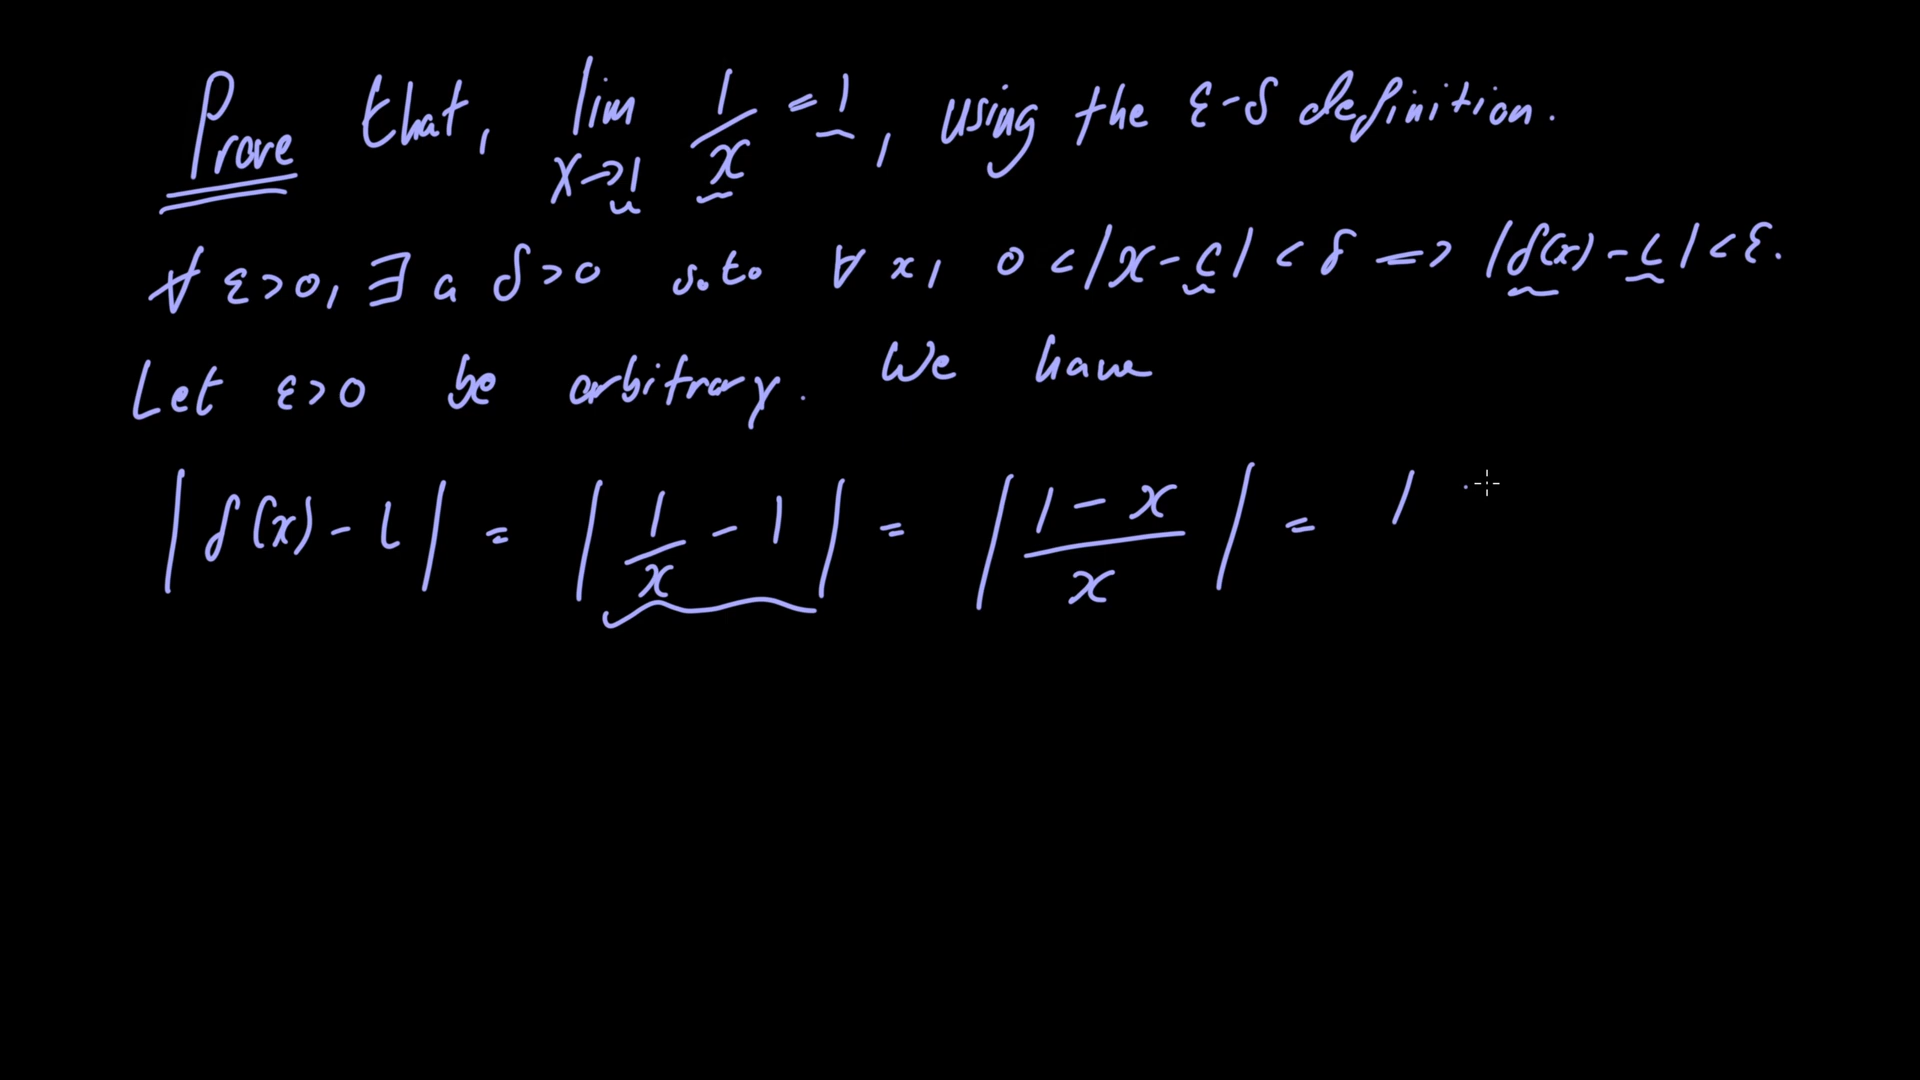 Prove that, lim x→1 1/x = 1, using the ε-δ definition.
∀ ε>0, ∃ a δ>0 s.t. ∀ x, 0 < |x - c| < δ => |f(x) - L| < ε.
Let ε>0 be arbitrary. We have
|f(x) - L| = |1/x - 1| = |(1 - x)/x| = |